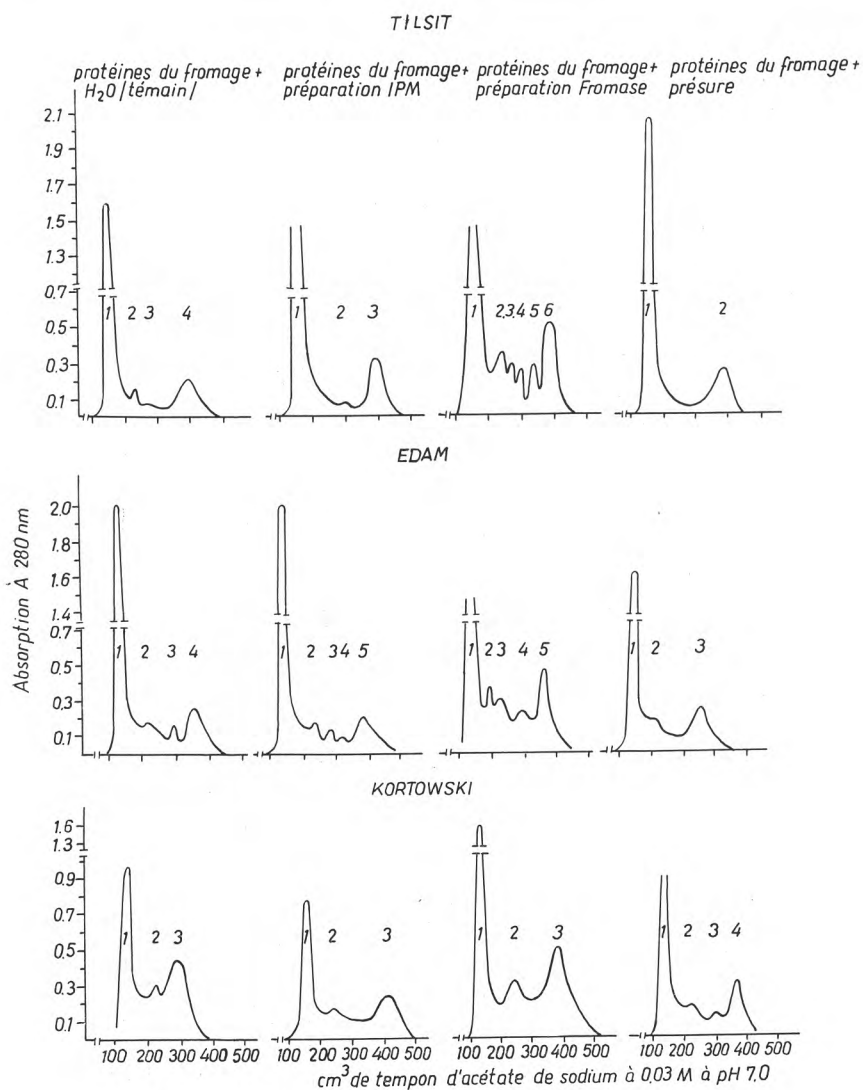 TILSIT
protéines du fromage + protéines du fromage+ protéines du fromage+ protéines du fromage+
H₂O/témain/ préparation IPM préparation Fromase présure
2.1
1.9
1.7
1.5
1.3
0.7
0.5
0.3
0.1
1 2 3 4
1 2 3
1 2.3.4 5 6
1 2
EDAM
Absorption À 280 nm
2.0
1.8
1.6
1.4
0.7
0.5
0.3
0.1
1 2 3 4
1 2 3 4 5
1 2 3 4 5
1 2 3
KORTOWSKI
1.6
1.3
0.9
0.7
0.5
0.3
0.1
1 2 3
1 2 3
1 2 3
1 2 3 4
100 200 300 400 500 100 200 300 400 500 100 200 300 400 500 100 200 300 400 500
cm³ de tempon d'acétate de sodium à 0,03 M à pH 7,0